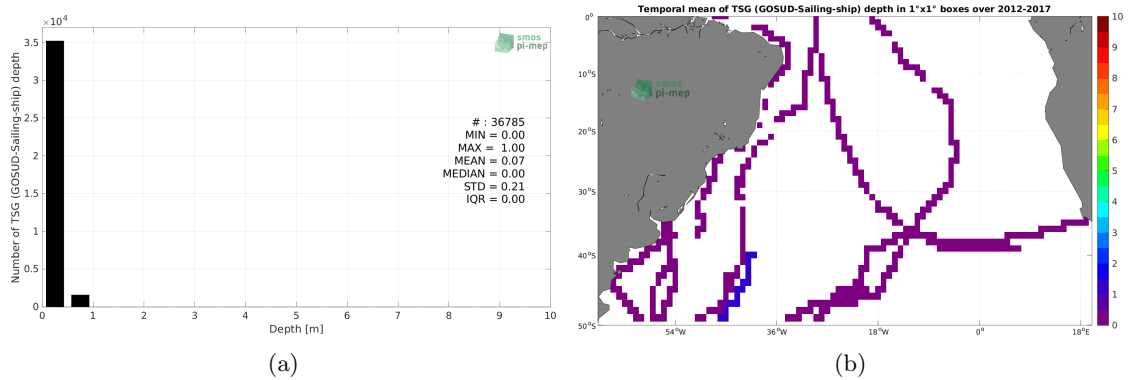 ×10⁴
3.5
3
2.5
2
1.5
1
0.5
0
0 1 2 3 4 5 6 7 8 9 10
Number of TSG (GOSUD-Sailing-ship) depth
Depth [m]
smos
pi-mep
# : 36785
MIN = 0.00
MAX = 1.00
MEAN = 0.07
MEDIAN = 0.00
STD = 0.21
IQR = 0.00
(a)
Temporal mean of TSG (GOSUD-Sailing-ship) depth in 1°x1° boxes over 2012-2017
0°
10°S
20°S
30°S
40°S
50°S
54°W 36°W 18°W 0° 18°E
smos
pi-mep
10
9
8
7
6
5
4
3
2
1
0
(b)